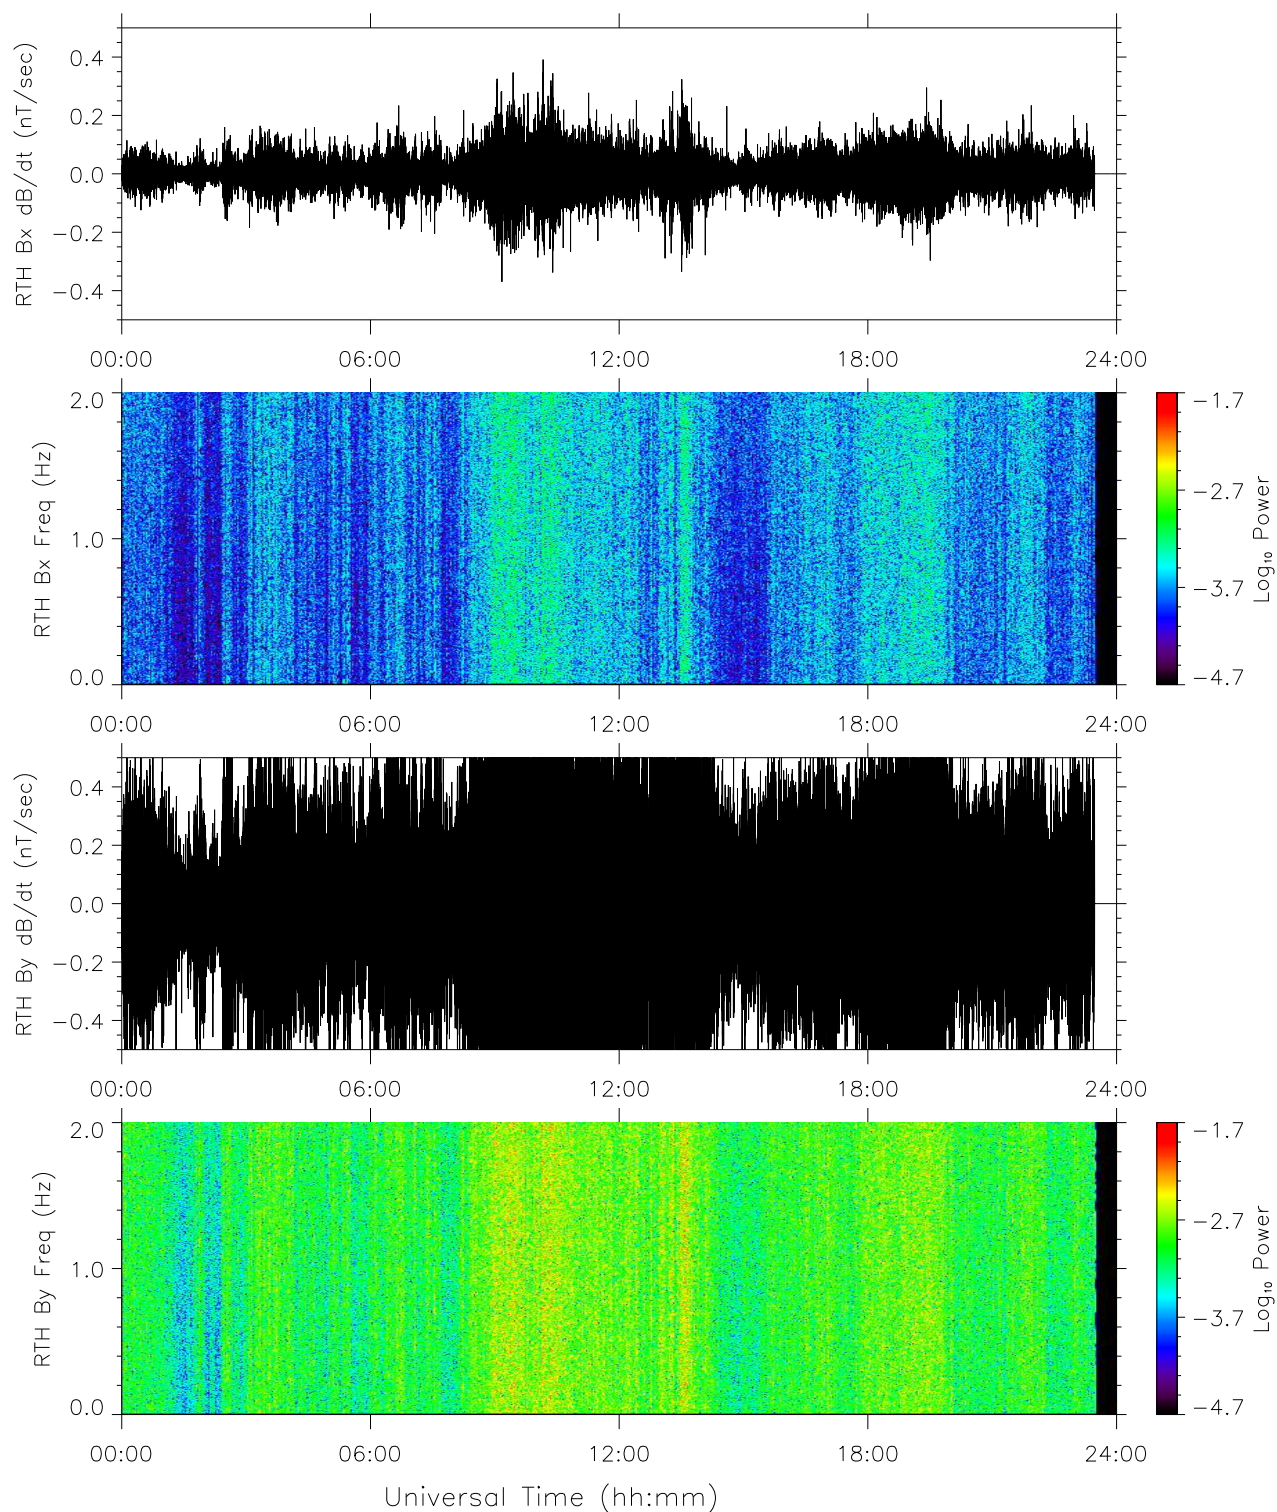 RTH Bx dB/dt (nT/sec)
0.4
0.2
0.0
−0.2
−0.4
00:00 06:00 12:00 18:00 24:00
RTH Bx Freq (Hz)
2.0
1.0
0.0
−1.7
−2.7
−3.7
−4.7
Log₁₀ Power
00:00 06:00 12:00 18:00 24:00
RTH By dB/dt (nT/sec)
0.4
0.2
0.0
−0.2
−0.4
00:00 06:00 12:00 18:00 24:00
RTH By Freq (Hz)
2.0
1.0
0.0
−1.7
−2.7
−3.7
−4.7
Log₁₀ Power
00:00 06:00 12:00 18:00 24:00
Universal Time (hh:mm)